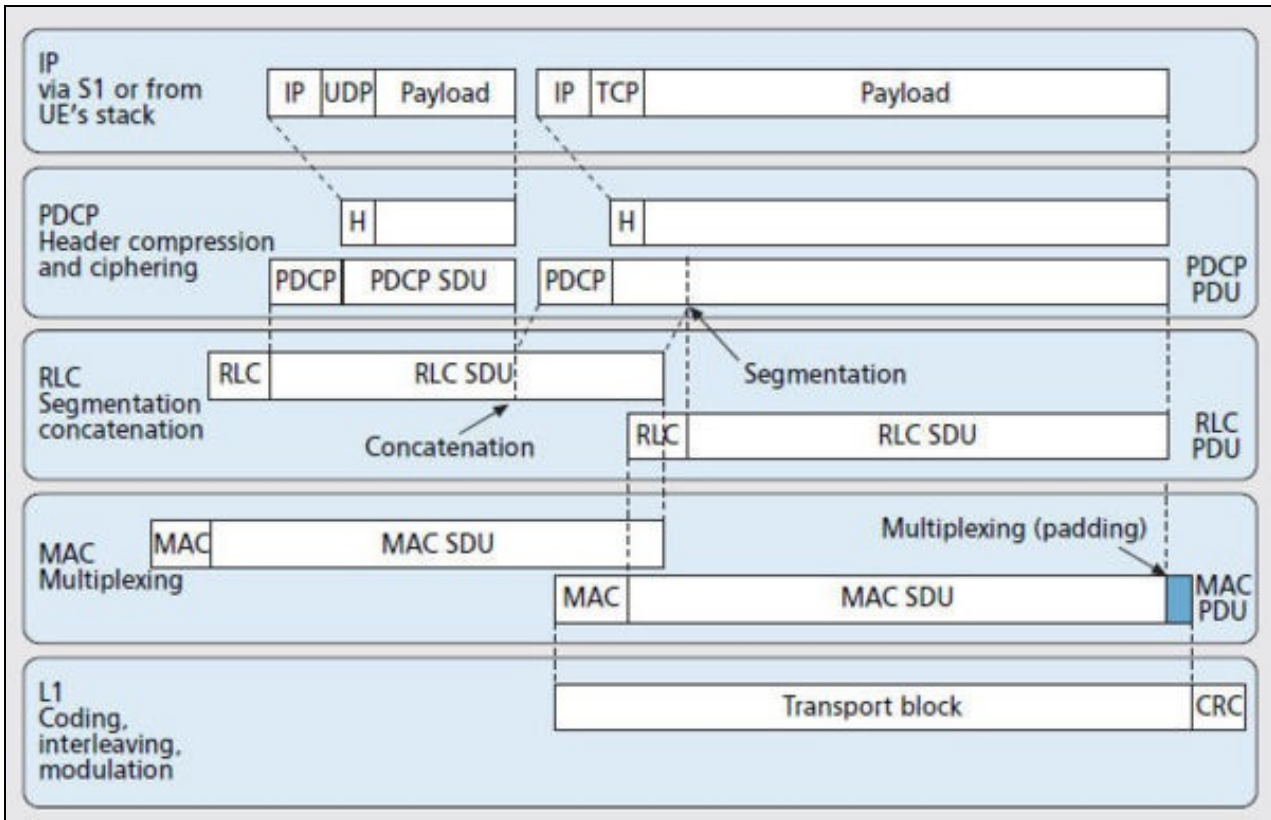 IP
via S1 or from
UE's stack
IP UDP Payload
IP TCP Payload
PDCP
Header compression
and ciphering
H
H
PDCP PDCP SDU
PDCP
PDCP
PDU
RLC
Segmentation
concatenation
RLC RLC SDU
Segmentation
Concatenation
RLC RLC SDU
RLC
PDU
MAC
Multiplexing
MAC MAC SDU
Multiplexing (padding)
MAC MAC SDU
MAC
PDU
L1
Coding,
interleaving,
modulation
Transport block CRC